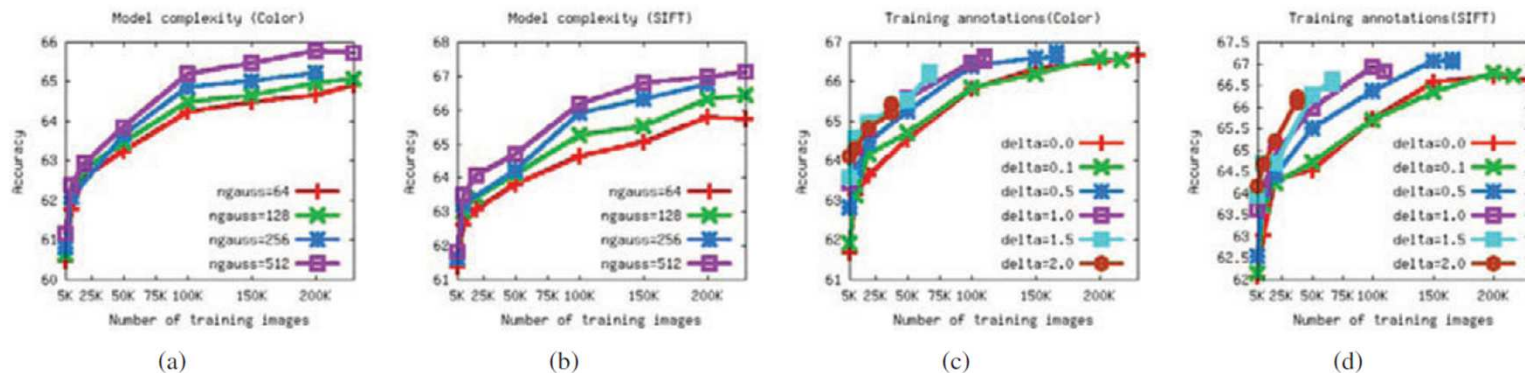 Model complexity (Color)
Accuracy
66
65
64
63
62
61
60
ngauss=64
ngauss=128
ngauss=256
ngauss=512
5K 25K 50K 75K 100K 150K 200K
Number of training images
(a)
Model complexity (SIFT)
Accuracy
68
67
66
65
64
63
62
61
ngauss=64
ngauss=128
ngauss=256
ngauss=512
5K 25K 50K 75K 100K 150K 200K
Number of training images
(b)
Training annotations(Color)
Accuracy
67
66
65
64
63
62
61
delta=0.0
delta=0.1
delta=0.5
delta=1.0
delta=1.5
delta=2.0
5K 25K 50K 75K 100K 150K 200K
Number of training images
(c)
Training annotations(SIFT)
Accuracy
67.5
67
66.5
66
65.5
65
64.5
64
63.5
63
62.5
62
delta=0.0
delta=0.1
delta=0.5
delta=1.0
delta=1.5
delta=2.0
5K 25K 50K 75K 100K 150K 200K
Number of training images
(d)